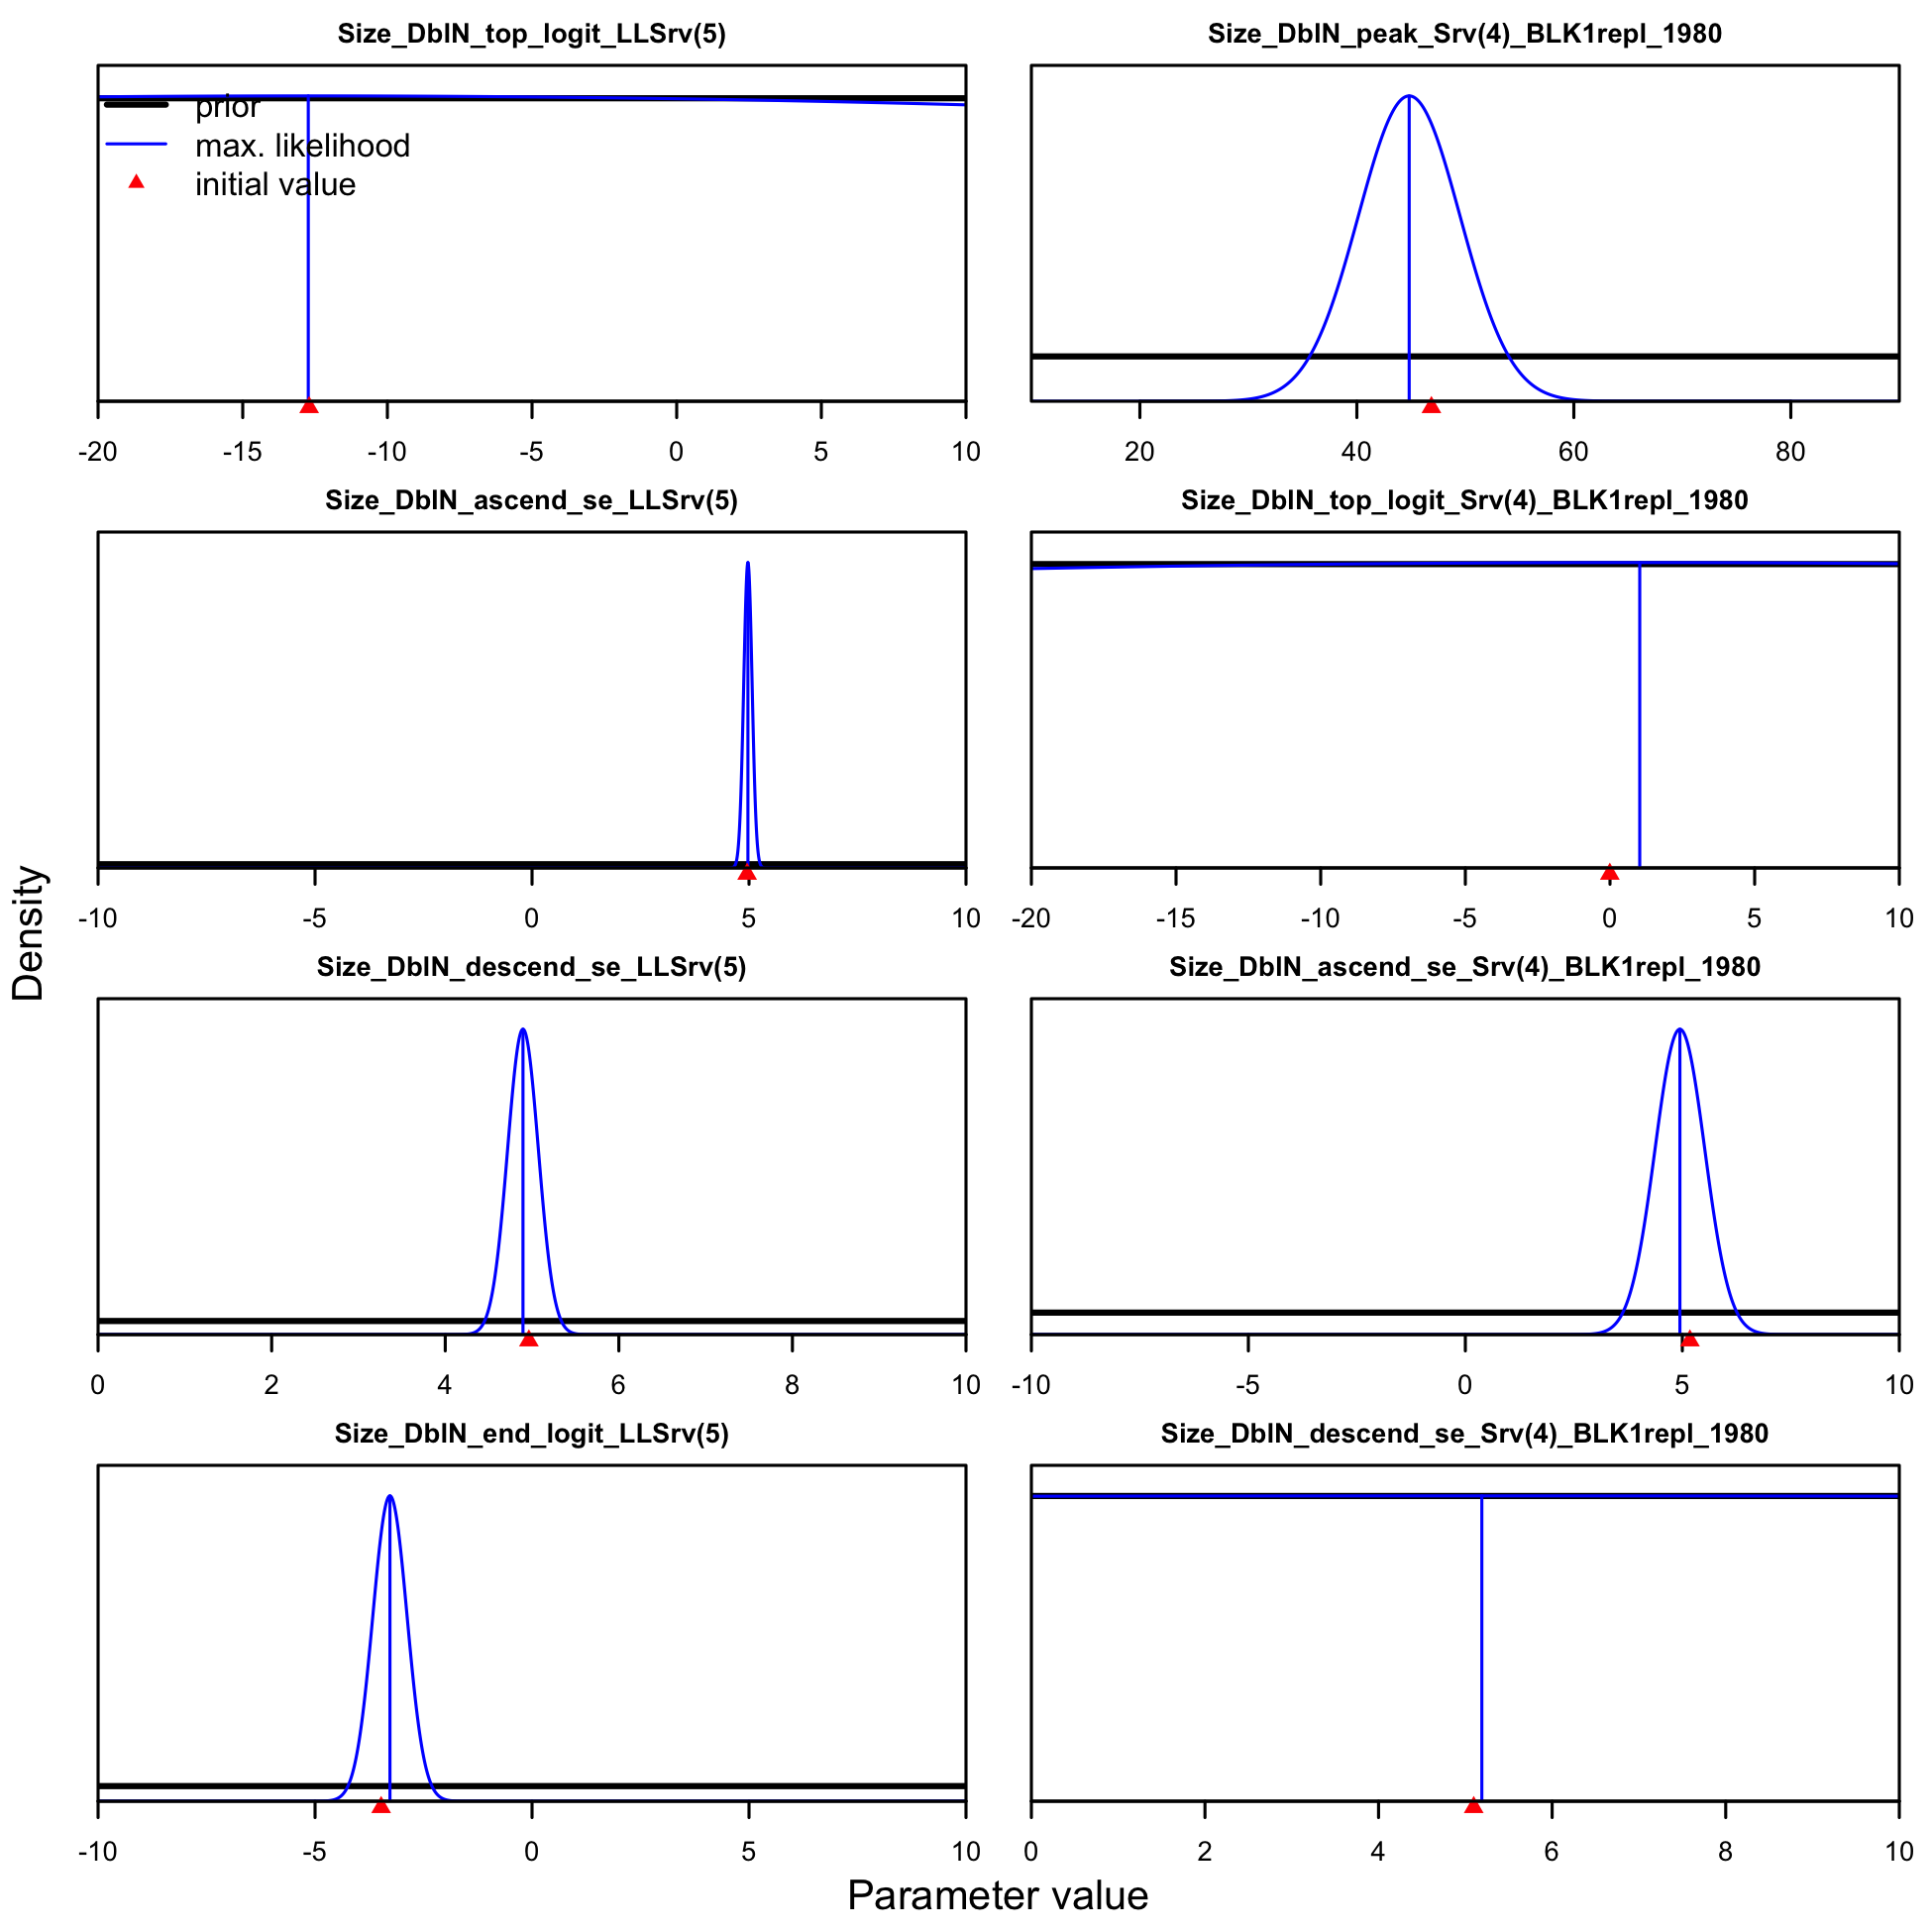 Size_DblN_top_logit_LLSrv(5)
prior
max. likelihood
initial value
-20 -15 -10 -5 0 5 10
Size_DblN_peak_Srv(4)_BLK1repl_1980
20 40 60 80
Size_DblN_ascend_se_LLSrv(5)
-10 -5 0 5 10
Size_DblN_top_logit_Srv(4)_BLK1repl_1980
-20 -15 -10 -5 0 5 10
Size_DblN_descend_se_LLSrv(5)
0 2 4 6 8 10
Size_DblN_ascend_se_Srv(4)_BLK1repl_1980
-10 -5 0 5 10
Size_DblN_end_logit_LLSrv(5)
-10 -5 0 5 10
Size_DblN_descend_se_Srv(4)_BLK1repl_1980
0 2 4 6 8 10
Density
Parameter value